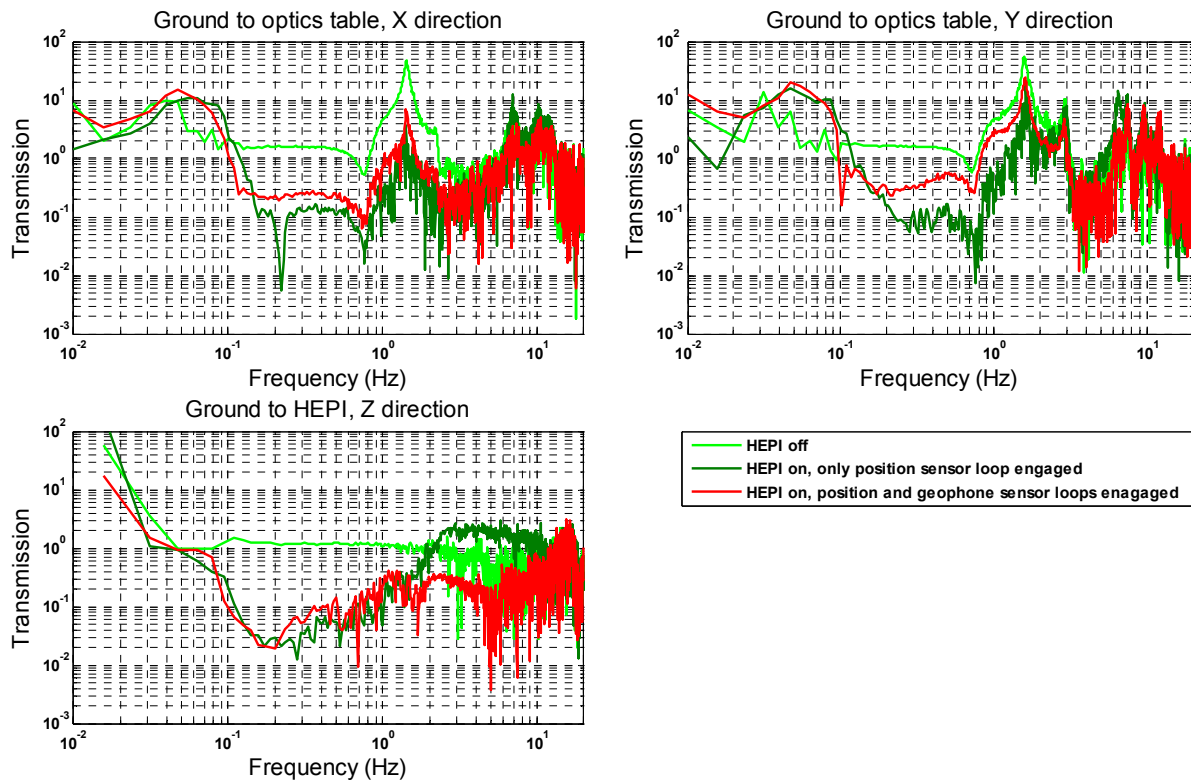 Ground to optics table, X direction
10^2
10^1
10^0
10^-1
10^-2
10^-3
Transmission
10^-2
10^-1
10^0
10^1
Frequency (Hz)
Ground to optics table, Y direction
10^2
10^1
10^0
10^-1
10^-2
10^-3
Transmission
10^-2
10^-1
10^0
10^1
Frequency (Hz)
Ground to HEPI, Z direction
10^2
10^1
10^0
10^-1
10^-2
10^-3
Transmission
10^-2
10^-1
10^0
10^1
Frequency (Hz)
HEPI off
HEPI on, only position sensor loop engaged
HEPI on, position and geophone sensor loops enagaged